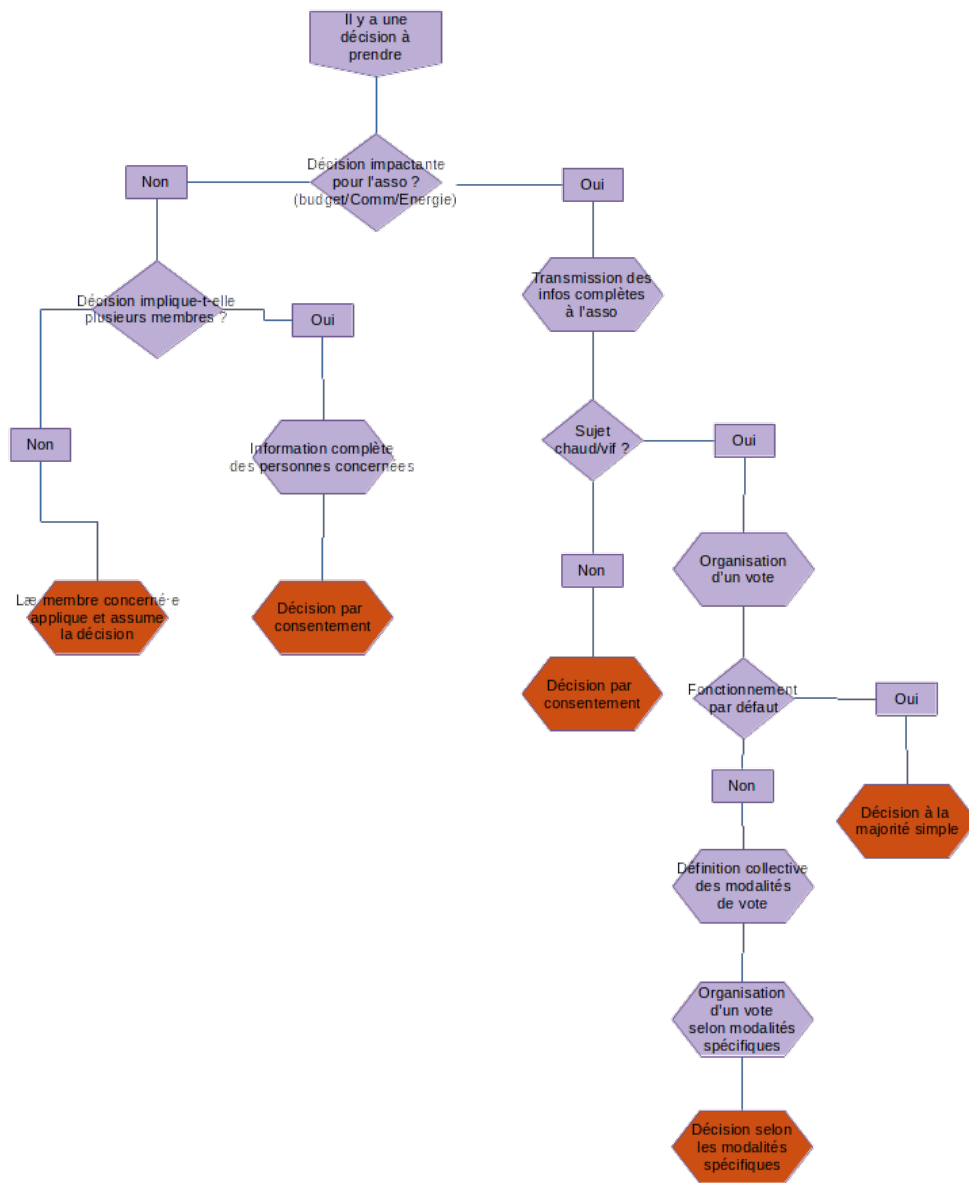 Il y a une
décision à
prendre
Décision impactante
pour l'asso ?
(budget/Comm/Energie)
Non
Oui
Transmission des
infos complètes
à l'asso
Décision implique-t-elle
plusieurs membres ?
Oui
Non
Information complète
des personnes concernées
Sujet
chaud/vif ?
Oui
Non
Organisation
d'un vote
Læ membre concerné·e
applique et assume
la décision
Décision par
consentement
Décision par
consentement
Fonctionnement
par défaut
Oui
Non
Décision à la
majorité simple
Définition collective
des modalités
de vote
Organisation
d'un vote
selon modalités
spécifiques
Décision selon
les modalités
spécifiques